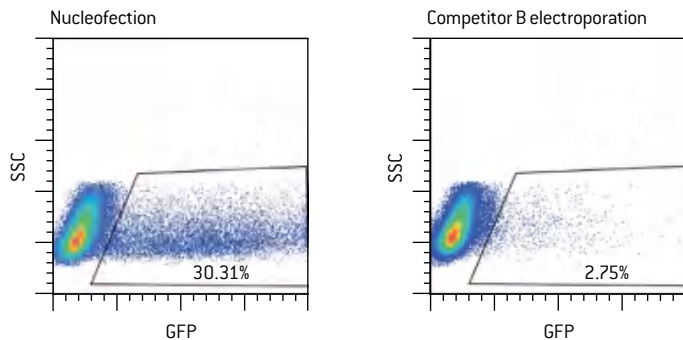 Nucleofection
SSC
30.31%
GFP
Competitor B electroporation
SSC
2.75%
GFP